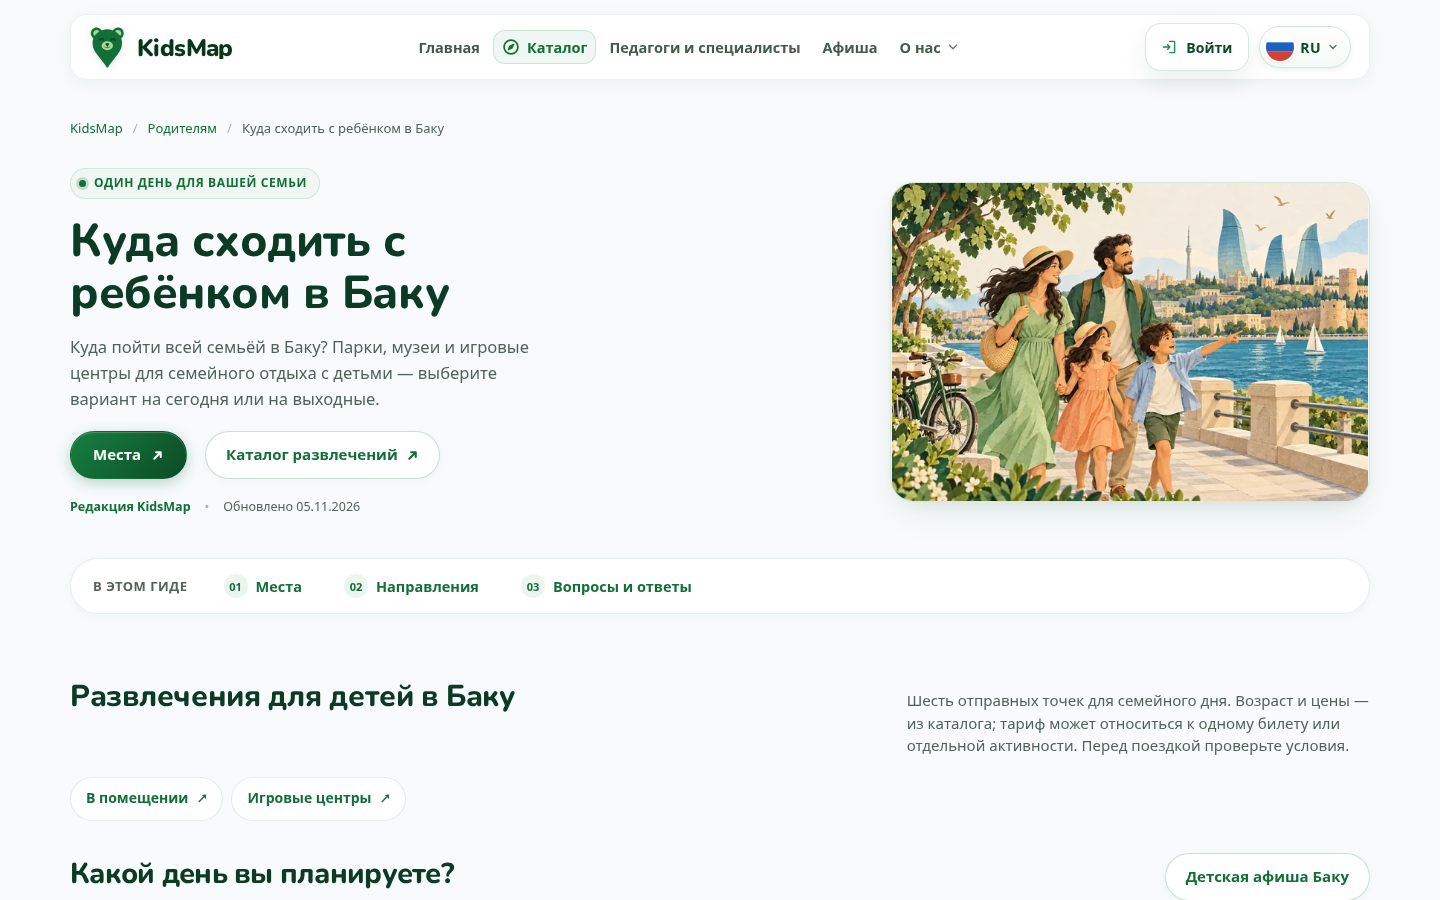 KidsMap
Главная
Каталог
Педагоги и специалисты
Афиша
О нас
Войти
RU
KidsMap / Родителям / Куда сходить с ребёнком в Баку
ОДИН ДЕНЬ ДЛЯ ВАШЕЙ СЕМЬИ
Куда сходить с
ребёнком в Баку
Куда пойти всей семьёй в Баку? Парки, музеи и игровые
центры для семейного отдыха с детьми — выберите
вариант на сегодня или на выходные.
Места
Каталог развлечений
Редакция KidsMap • Обновлено 05.11.2026
В ЭТОМ ГИДЕ
01 Места
02 Направления
03 Вопросы и ответы
Развлечения для детей в Баку
Шесть отправных точек для семейного дня. Возраст и цены —
из каталога; тариф может относиться к одному билету или
отдельной активности. Перед поездкой проверьте условия.
В помещении
Игровые центры
Какой день вы планируете?
Детская афиша Баку